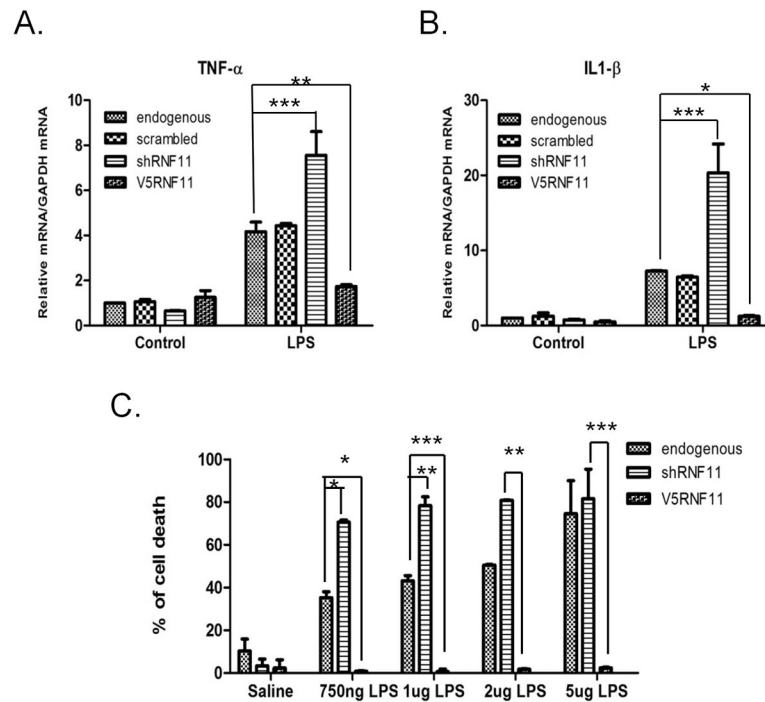 A.
TNF-α
Relative mRNA/GAPDH mRNA
10
8
6
4
2
0
endogenous
scrambled
shRNF11
V5RNF11
**
***
Control
LPS
B.
IL1-β
Relative mRNA/GAPDH mRNA
30
20
10
0
endogenous
scrambled
shRNF11
V5RNF11
*
***
Control
LPS
C.
% of cell death
100
80
60
40
20
0
*
*
***
**
**
***
endogenous
shRNF11
V5RNF11
Saline
750ng LPS
1ug LPS
2ug LPS
5ug LPS